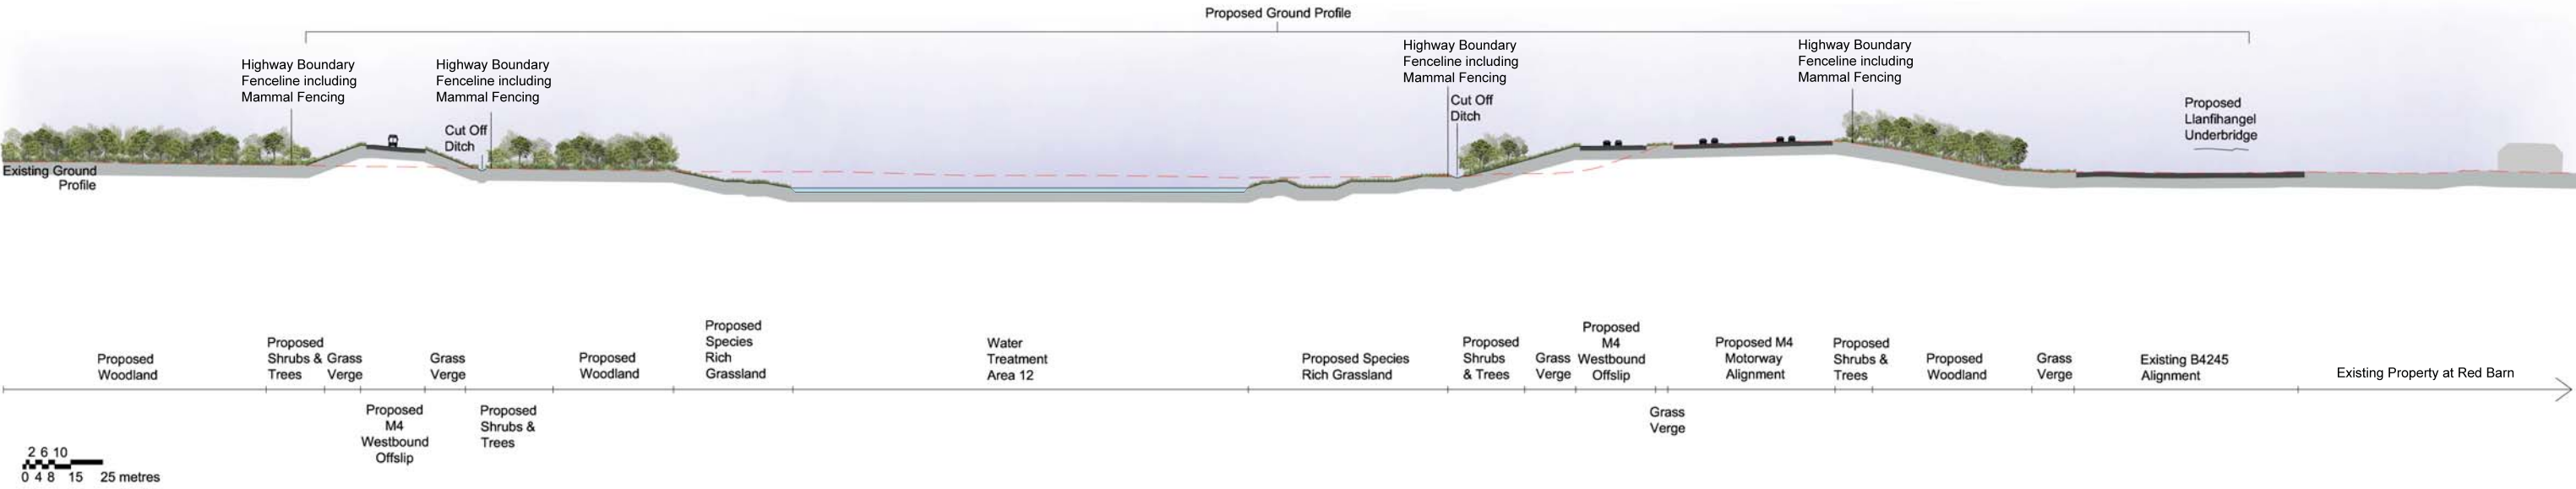 Proposed Ground Profile
Highway Boundary
Fenceline including
Mammal Fencing
Highway Boundary
Fenceline including
Mammal Fencing
Cut Off
Ditch
Highway Boundary
Fenceline including
Mammal Fencing
Cut Off
Ditch
Highway Boundary
Fenceline including
Mammal Fencing
Proposed
Llanfihangel
Underbridge
Existing Ground
Profile
Proposed
Woodland
Proposed
Shrubs &
Trees
Grass
Verge
Proposed
M4
Westbound
Offslip
Grass
Verge
Proposed
Shrubs &
Trees
Proposed
Woodland
Proposed
Species
Rich
Grassland
Water
Treatment
Area 12
Proposed Species
Rich Grassland
Proposed
Shrubs
& Trees
Grass
Verge
Proposed
M4
Westbound
Offslip
Grass
Verge
Proposed M4
Motorway
Alignment
Proposed
Shrubs &
Trees
Proposed
Woodland
Grass
Verge
Existing B4245
Alignment
Existing Property at Red Barn
2 6 10
0 4 8 15 25 metres